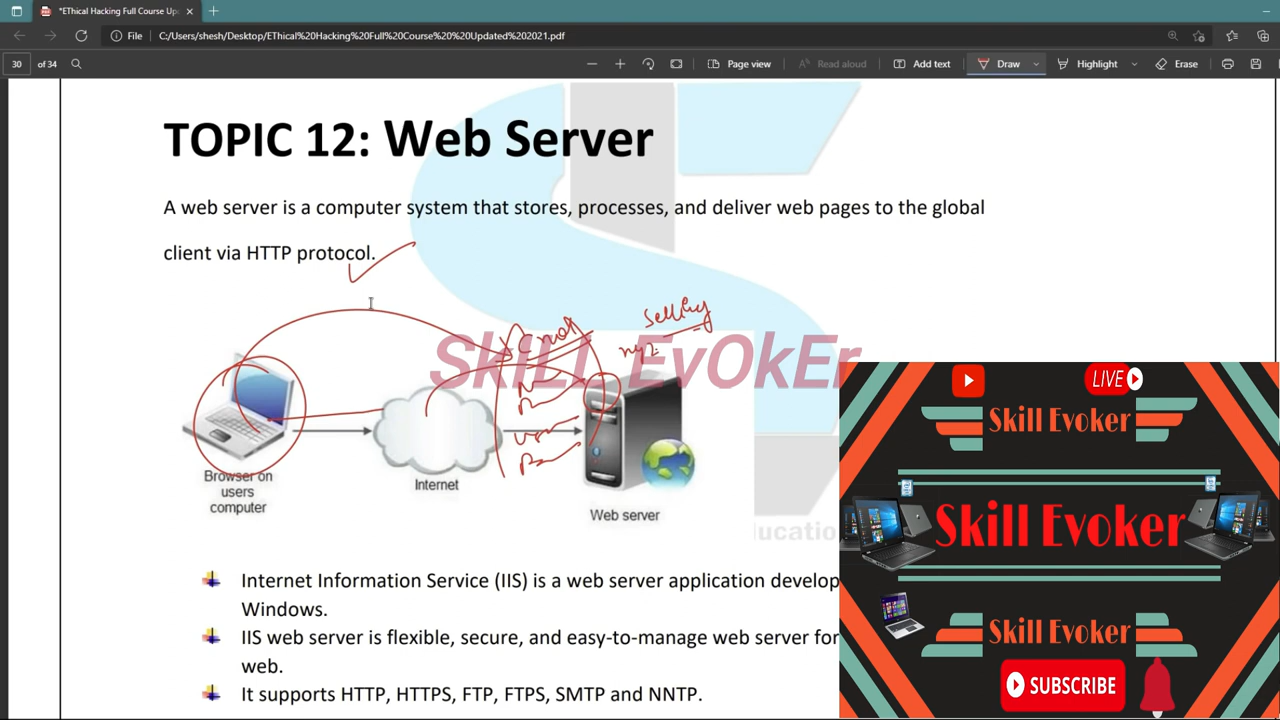 *EThical Hacking Full Course Up
File
C:/Users/shesh/Desktop/EThical%20Hacking%20Full%20Course%20%20Updated%202021.pdf
30 of 34
Page view
Read aloud
Add text
Draw
Highlight
Erase
TOPIC 12: Web Server
A web server is a computer system that stores, processes, and deliver web pages to the global
client via HTTP protocol.
Selling
SKILL EvOkEr
Browser on
users
computer
Internet
Web server
ducatio
Internet Information Service (IIS) is a web server application develop
Windows.
IIS web server is flexible, secure, and easy-to-manage web server for
web.
It supports HTTP, HTTPS, FTP, FTPS, SMTP and NNTP.
LIVE
Skill Evoker
Skill Evoker
Skill Evoker
SUBSCRIBE